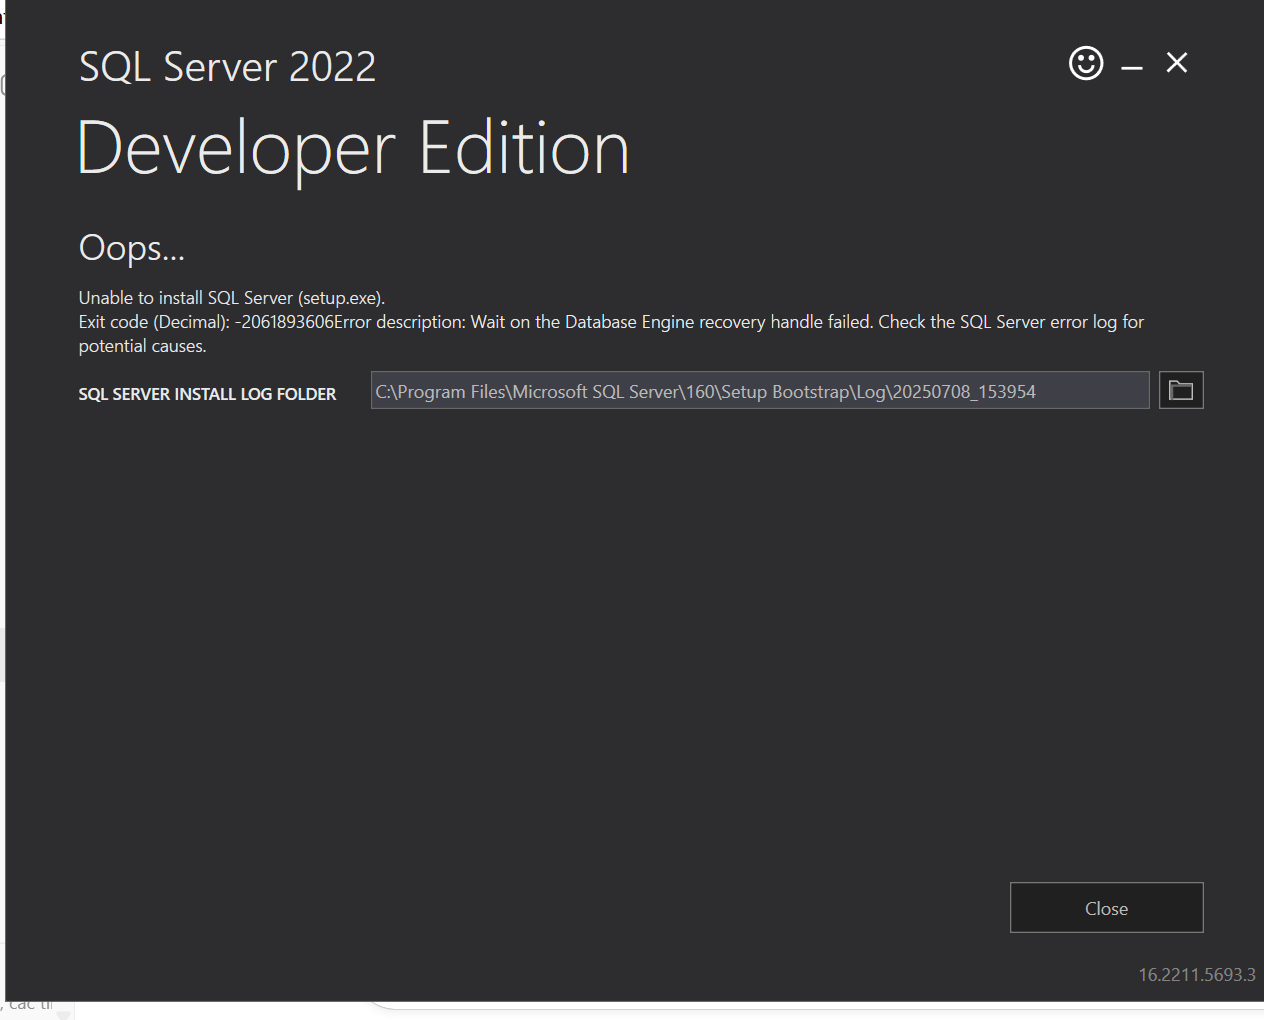 SQL Server 2022
Developer Edition
Oops...
Unable to install SQL Server (setup.exe).
Exit code (Decimal): -2061893606Error description: Wait on the Database Engine recovery handle failed. Check the SQL Server error log for
potential causes.
SQL SERVER INSTALL LOG FOLDER
C:\Program Files\Microsoft SQL Server\160\Setup Bootstrap\Log\20250708_153954
Close
16.2211.5693.3